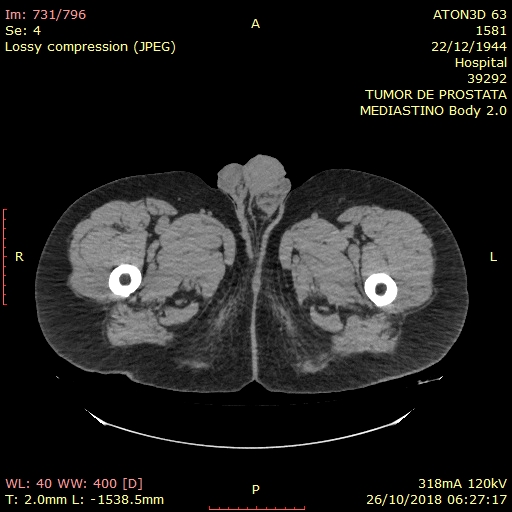 Im: 731/796
Se: 4
Lossy compression (JPEG)
A
ATON3D 63
1581
22/12/1944
Hospital
39292
TUMOR DE PROSTATA
MEDIASTINO Body 2.0
R
L
WL: 40 WW: 400 [D]
T: 2.0mm L: -1538.5mm
P
318mA 120kV
26/10/2018 06:27:17